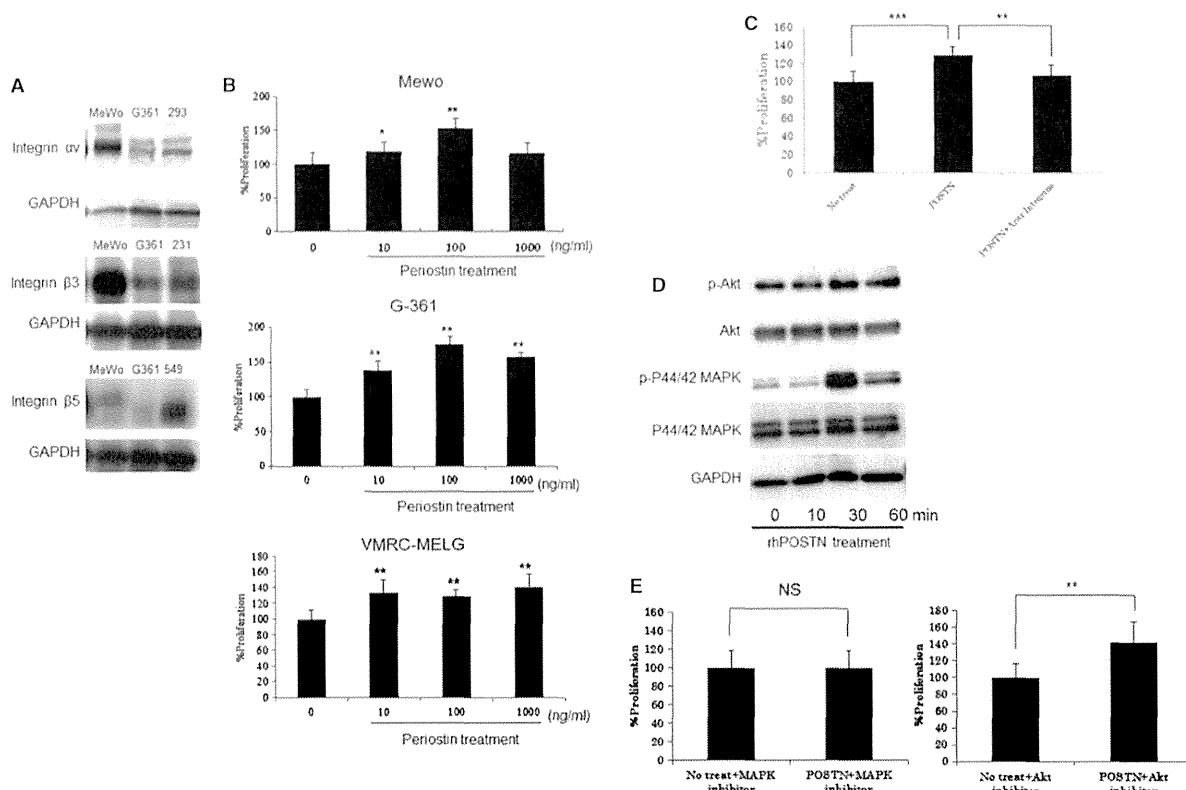 A
MeWo G361 293
Integrin αv
GAPDH
MeWo G361 231
Integrin β3
GAPDH
MeWo G361 549
Integrin β5
GAPDH
B
Mewo
%Proliferation
200
150
100
50
0
* **
0 10 100 1000 (ng/ml)
Periostin treatment
G-361
%Proliferation
200
150
100
50
0
** ** **
0 10 100 1000 (ng/ml)
Periostin treatment
VMRC-MELG
%Proliferation
180
160
140
120
100
80
60
40
20
0
** ** **
0 10 100 1000 (ng/ml)
Periostin treatment
C
*** **
%Proliferation
160
140
120
100
80
60
40
20
0
No treat
POSTN
D
p-Akt
Akt
p-P44/42 MAPK
P44/42 MAPK
GAPDH
0 10 30 60 min
rhPOSTN treatment
E
NS
%Proliferation
160
140
120
100
80
60
40
20
0
No treat+MAPK
inhibitor
POSTN+MAPK
inhibitor
**
%Proliferation
180
160
140
120
100
80
60
40
20
0
No treat+Akt
inhibitor
POSTN+Akt
inhibitor